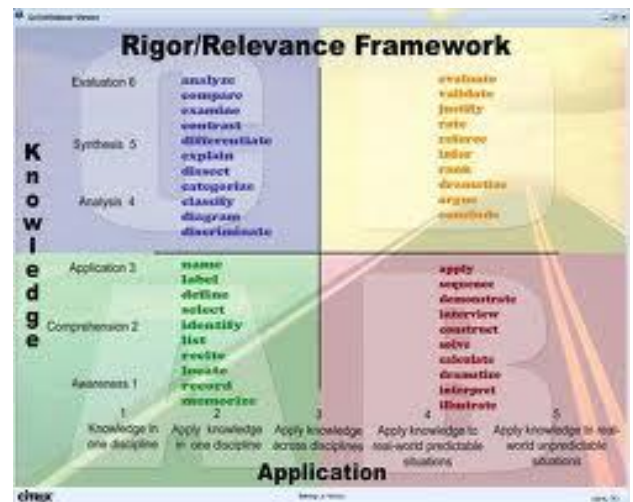 Rigor/Relevance Framework
Knowledge
Evaluation 6
Synthesis 5
Analysis 4
Application 3
Comprehension 2
Awareness 1
analyze
compare
examine
contrast
differentiate
explain
dissect
categorize
classify
diagram
discriminate
evaluate
validate
justify
rate
referee
infer
rank
dramatize
argue
conclude
name
label
define
select
identify
list
recite
locate
record
memorize
apply
sequence
demonstrate
interview
construct
solve
calculate
dramatize
interpret
illustrate
1
Knowledge in
one discipline
2
Apply knowledge
in one discipline
3
Apply knowledge
across disciplines
4
Apply knowledge to
real-world predictable
situations
5
Apply knowledge in real-
world unpredictable
situations
Application